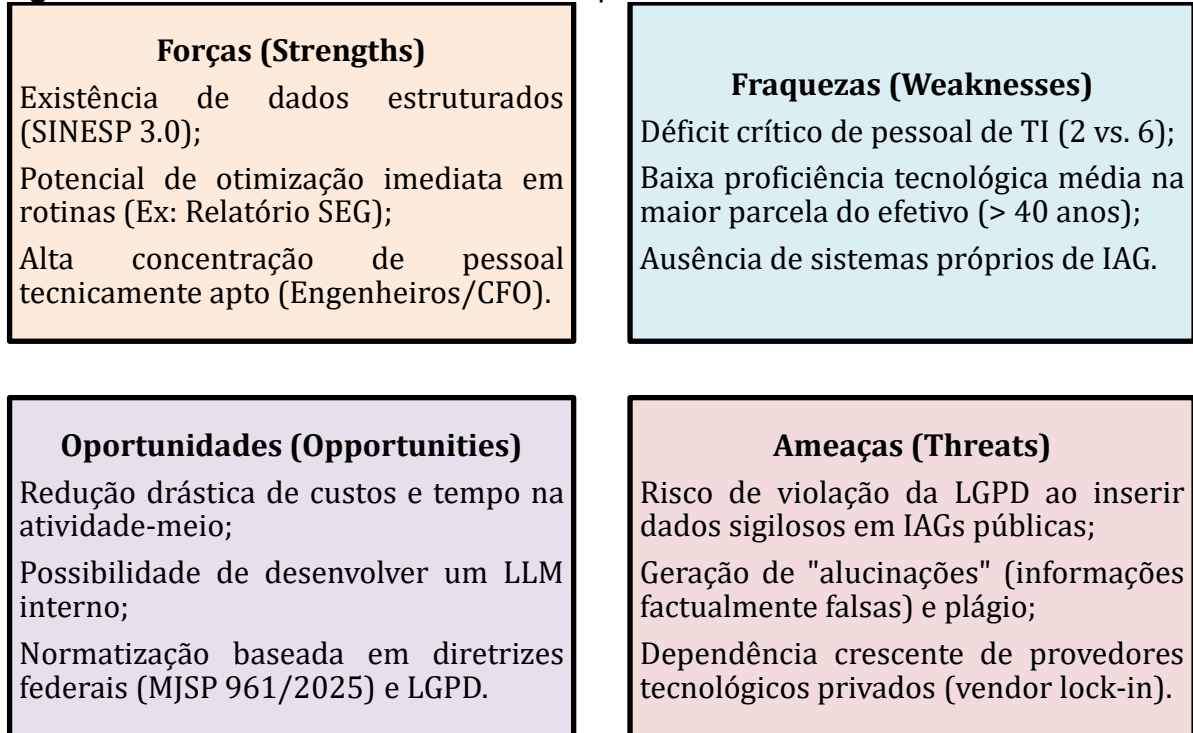 Forças (Strengths)
Existência de dados estruturados
(SINESP 3.0);
Potencial de otimização imediata em
rotinas (Ex: Relatório SEG);
Alta concentração de pessoal
tecnicamente apto (Engenheiros/CFO).
Fraquezas (Weaknesses)
Déficit crítico de pessoal de TI (2 vs. 6);
Baixa proficiência tecnológica média na
maior parcela do efetivo (> 40 anos);
Ausência de sistemas próprios de IAG.
Oportunidades (Opportunities)
Redução drástica de custos e tempo na
atividade-meio;
Possibilidade de desenvolver um LLM
interno;
Normatização baseada em diretrizes
federais (MJSP 961/2025) e LGPD.
Ameaças (Threats)
Risco de violação da LGPD ao inserir
dados sigilosos em IAGs públicas;
Geração de "alucinações" (informações
factualmente falsas) e plágio;
Dependência crescente de provedores
tecnológicos privados (vendor lock-in).